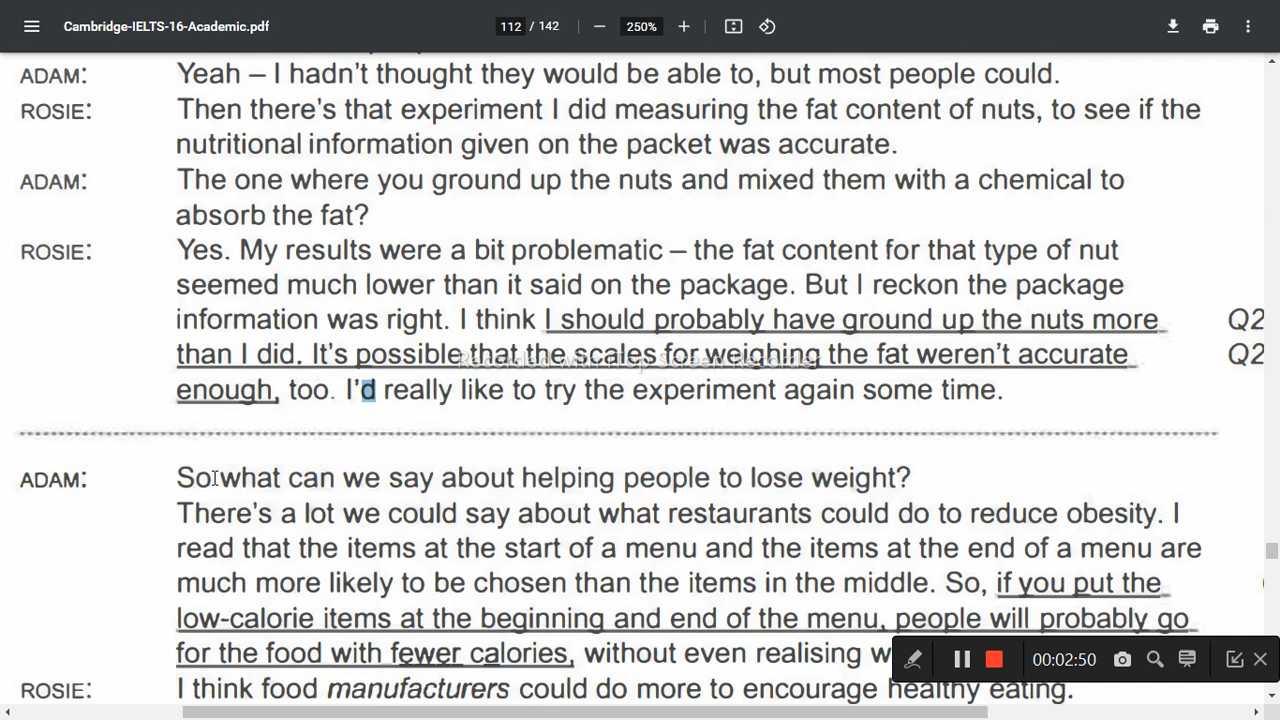 Cambridge-IELTS-16-Academic.pdf 112 / 142 250%
ADAM: Yeah – I hadn't thought they would be able to, but most people could.
ROSIE: Then there's that experiment I did measuring the fat content of nuts, to see if the
nutritional information given on the packet was accurate.
ADAM: The one where you ground up the nuts and mixed them with a chemical to
absorb the fat?
ROSIE: Yes. My results were a bit problematic – the fat content for that type of nut
seemed much lower than it said on the package. But I reckon the package
information was right. I think I should probably have ground up the nuts more Q2
than I did. It's possible that the scales for weighing the fat weren't accurate Q2
Recorded with iTop Screen Recorder
enough, too. I'd really like to try the experiment again some time.
ADAM: So what can we say about helping people to lose weight?
There's a lot we could say about what restaurants could do to reduce obesity. I
read that the items at the start of a menu and the items at the end of a menu are
much more likely to be chosen than the items in the middle. So, if you put the
low-calorie items at the beginning and end of the menu, people will probably go
for the food with fewer calories, without even realising
00:02:50
ROSIE: I think food manufacturers could do more to encourage healthy eating.